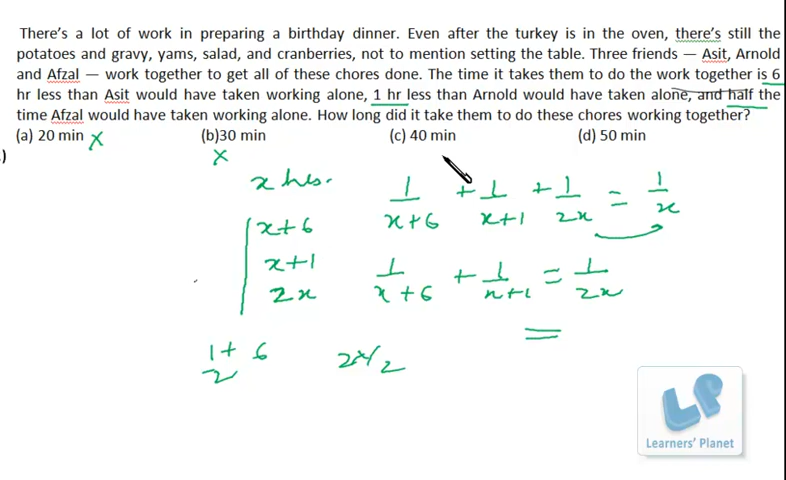 There's a lot of work in preparing a birthday dinner. Even after the turkey is in the oven, there's still the
potatoes and gravy, yams, salad, and cranberries, not to mention setting the table. Three friends — Asit, Arnold
and Afzal — work together to get all of these chores done. The time it takes them to do the work together is 6
hr less than Asit would have taken working alone, 1 hr less than Arnold would have taken alone, and half the
time Afzal would have taken working alone. How long did it take them to do these chores working together?
(a) 20 min X (b)30 min (c) 40 min (d) 50 min
)
X
x hrs. 1/(x+6) + 1/(x+1) + 1/2x = 1/x
x+6
x+1 1/(x+6) + 1/(x+1) = 1/2x
2x
=
1/2 + 6 2x/2
LP
Learners' Planet